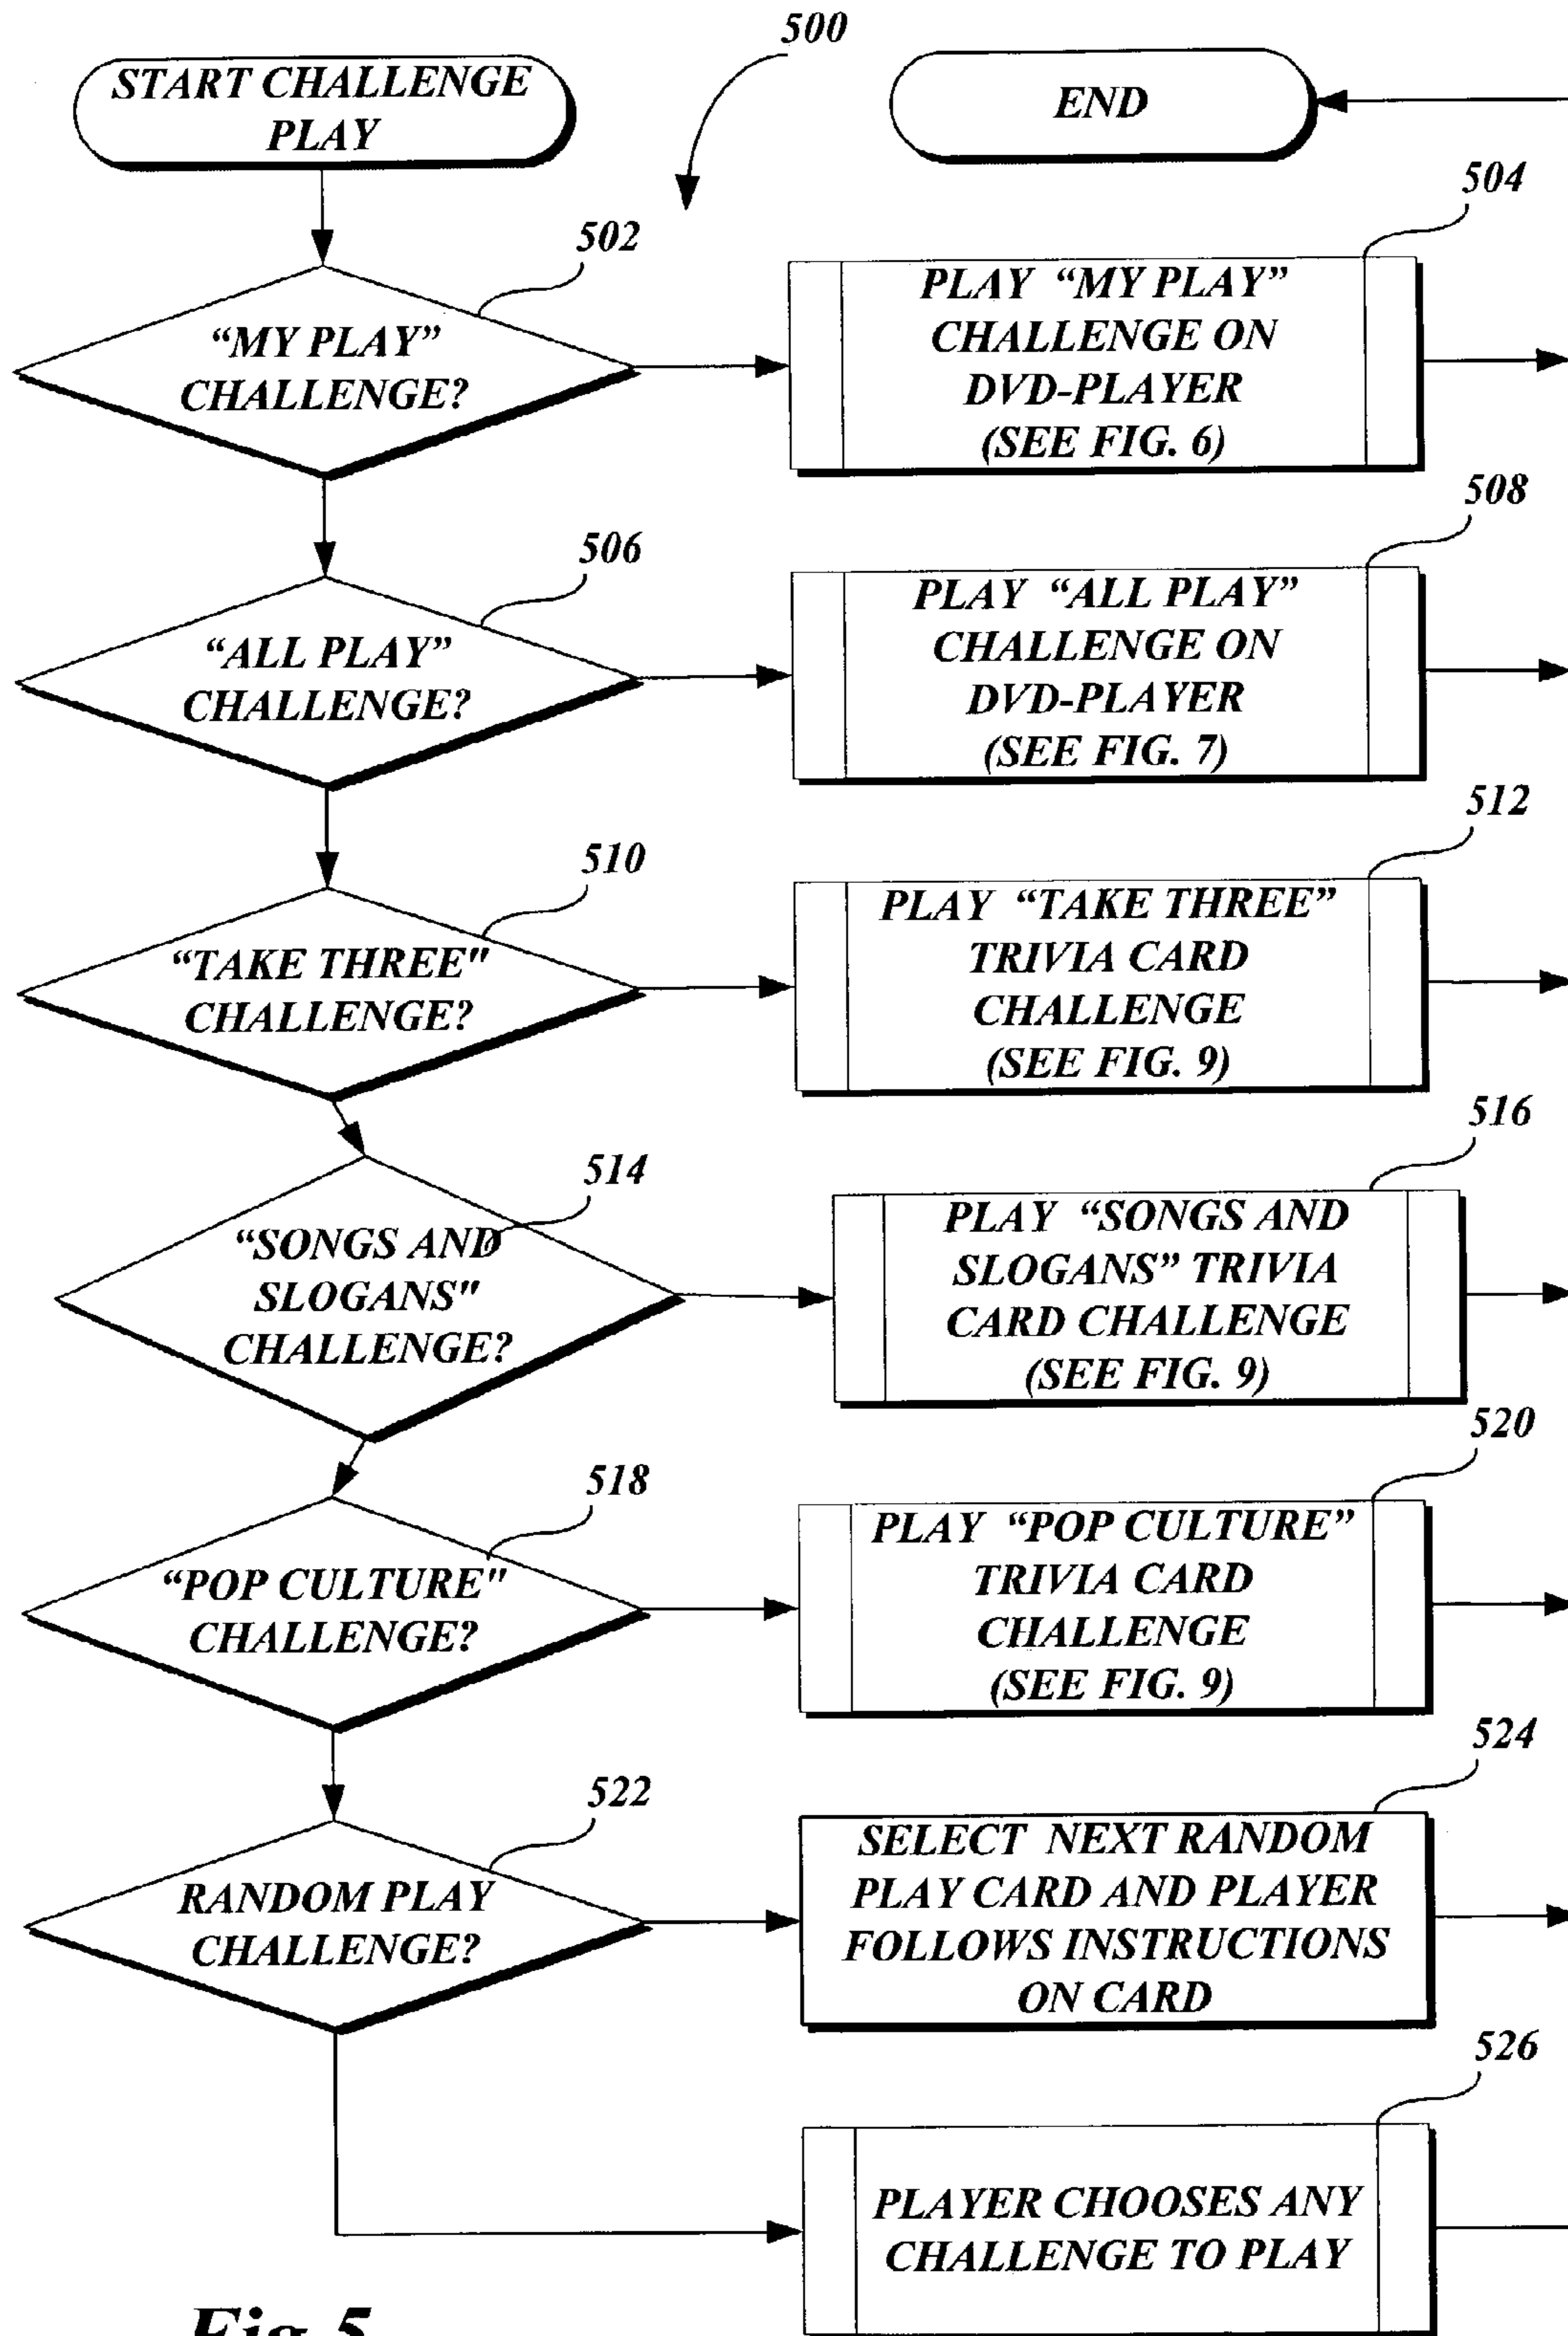 500
START CHALLENGE
PLAY
END
502
"MY PLAY"
CHALLENGE?
504
PLAY "MY PLAY"
CHALLENGE ON
DVD-PLAYER
(SEE FIG. 6)
506
"ALL PLAY"
CHALLENGE?
508
PLAY "ALL PLAY"
CHALLENGE ON
DVD-PLAYER
(SEE FIG. 7)
510
"TAKE THREE"
CHALLENGE?
512
PLAY "TAKE THREE"
TRIVIA CARD
CHALLENGE
(SEE FIG. 9)
514
"SONGS AND
SLOGANS"
CHALLENGE?
516
PLAY "SONGS AND
SLOGANS" TRIVIA
CARD CHALLENGE
(SEE FIG. 9)
518
"POP CULTURE"
CHALLENGE?
520
PLAY "POP CULTURE"
TRIVIA CARD
CHALLENGE
(SEE FIG. 9)
522
RANDOM PLAY
CHALLENGE?
524
SELECT NEXT RANDOM
PLAY CARD AND PLAYER
FOLLOWS INSTRUCTIONS
ON CARD
526
PLAYER CHOOSES ANY
CHALLENGE TO PLAY
Fig.5